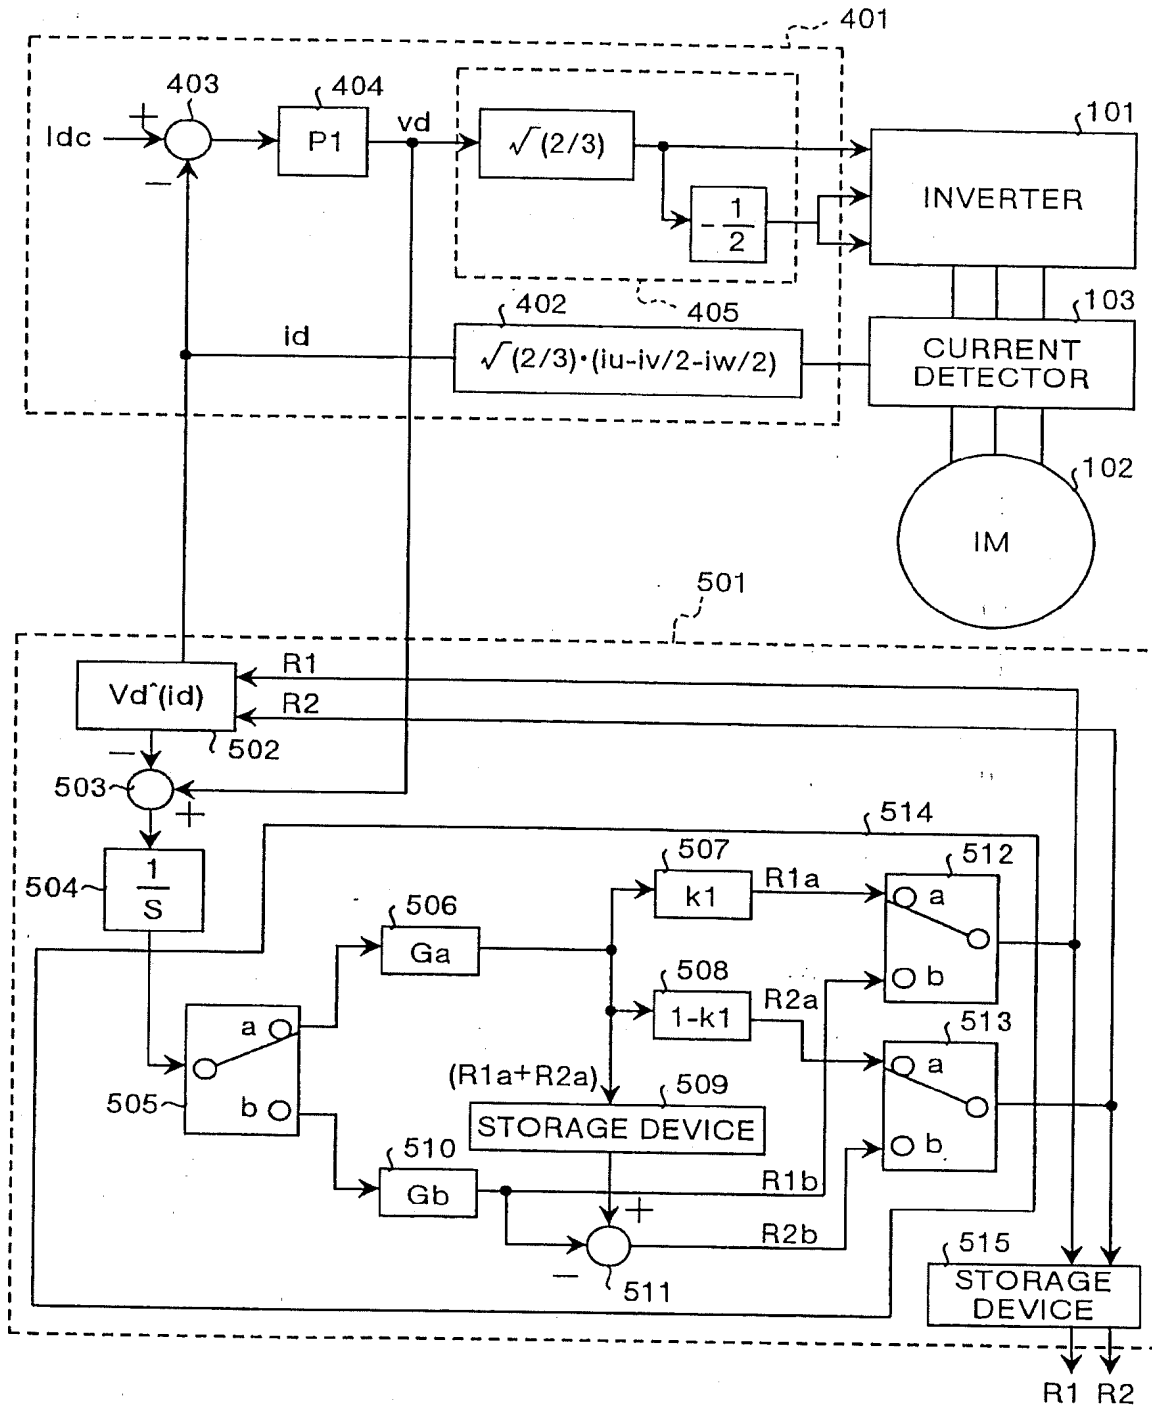 401
403
404
+
Idc
P1
vd
√(2/3)
101
INVERTER
−
- 1/2
405
402
103
id
√(2/3)·(iu-iv/2-iw/2)
CURRENT
DETECTOR
102
IM
501
R1
Vd^(id)
R2
502
−
503
+
514
504
1/S
507
R1a
512
k1
a
506
Ga
508
R2a
b
1-k1
513
a
a
(R1a+R2a)
509
505
b
STORAGE DEVICE
b
510
Gb
R1b
+
R2b
−
511
515
STORAGE
DEVICE
R1 R2